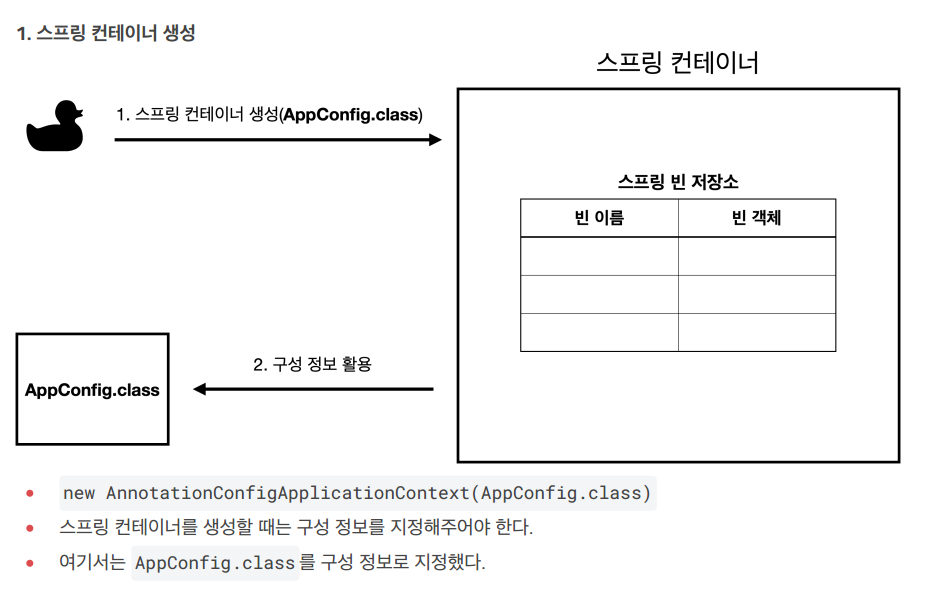 1. 스프링 컨테이너 생성
스프링 컨테이너
1. 스프링 컨테이너 생성(AppConfig.class)
스프링 빈 저장소
빈 이름 빈 객체
2. 구성 정보 활용
AppConfig.class
new AnnotationConfigApplicationContext(AppConfig.class)
스프링 컨테이너를 생성할 때는 구성 정보를 지정해주어야 한다.
여기서는 AppConfig.class를 구성 정보로 지정했다.